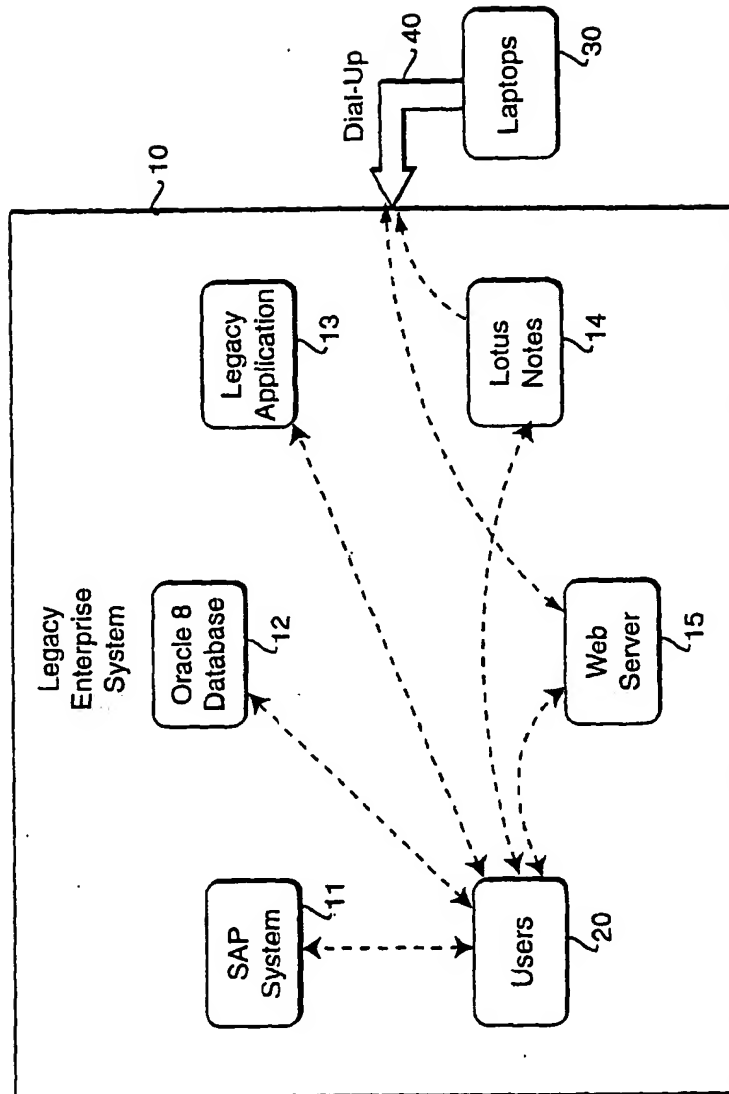 Legacy
Enterprise
System
10
SAP
System
11
Oracle 8
Database
12
Legacy
Application
13
Dial-Up
40
Users
20
Web
Server
15
Lotus
Notes
14
Laptops
30